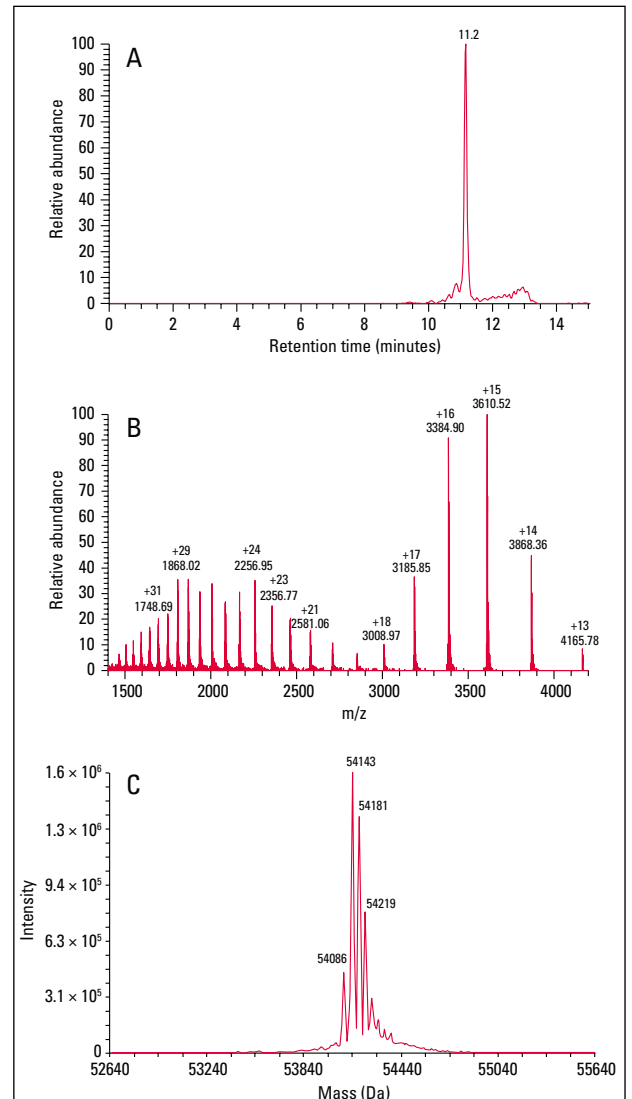 A
11.2
100
90
80
70
60
50
40
30
20
10
0
Relative abundance
0 2 4 6 8 10 12 14
Retention time (minutes)
B
+15
3610.52
+16
3384.90
+14
3868.36
+29
1868.02
+24
2256.95
+17
3185.85
+23
2356.77
+31
1748.69
+21
2581.06
+18
3008.97
+13
4165.78
100
90
80
70
60
50
40
30
20
10
0
Relative abundance
1500 2000 2500 3000 3500 4000
m/z
C
54143
54181
54219
54086
1.6 × 10⁶
1.3 × 10⁶
9.4 × 10⁵
6.3 × 10⁵
3.1 × 10⁵
0
Intensity
52640 53240 53840 54440 55040 55640
Mass (Da)